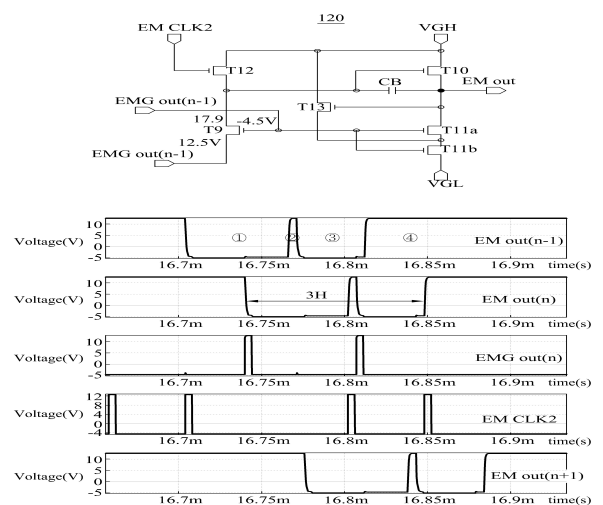 120
EM CLK2
VGH
T12
T10
CB
EM out
EMG out(n-1)
T13
17.9
-4.5V
T9
T11a
12.5V
T11b
EMG out(n-1)
VGL
Voltage(V)
10
5
0
-5
① ② ③ ④
EM out(n-1)
16.7m 16.75m 16.8m 16.85m 16.9m time(s)
Voltage(V)
10
5
0
-5
3H
EM out(n)
16.7m 16.75m 16.8m 16.85m 16.9m time(s)
Voltage(V)
10
5
0
-5
EMG out(n)
16.7m 16.75m 16.8m 16.85m 16.9m time(s)
Voltage(V)
12
8
4
0
-4
EM CLK2
16.7m 16.75m 16.8m 16.85m 16.9m time(s)
Voltage(V)
10
5
0
-5
EM out(n+1)
16.7m 16.75m 16.8m 16.85m 16.9m time(s)